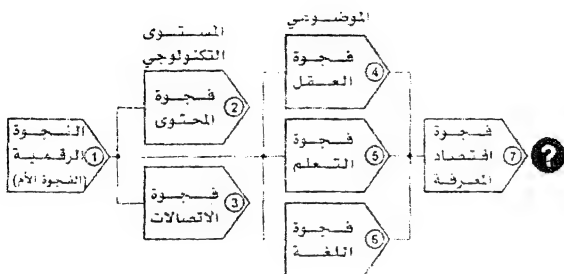 المستوى
التكنولوجي
الموضوعي
النجوة
الرقمية
(الفجوة الأم)
1
فجوة
المحتوى
2
فجوة
الاتصالات
3
فجوة
العقل
4
فجوة
التعلم
5
فجوة
اللغة
6
فجوة
اقتصاد
المعرفة
7
?